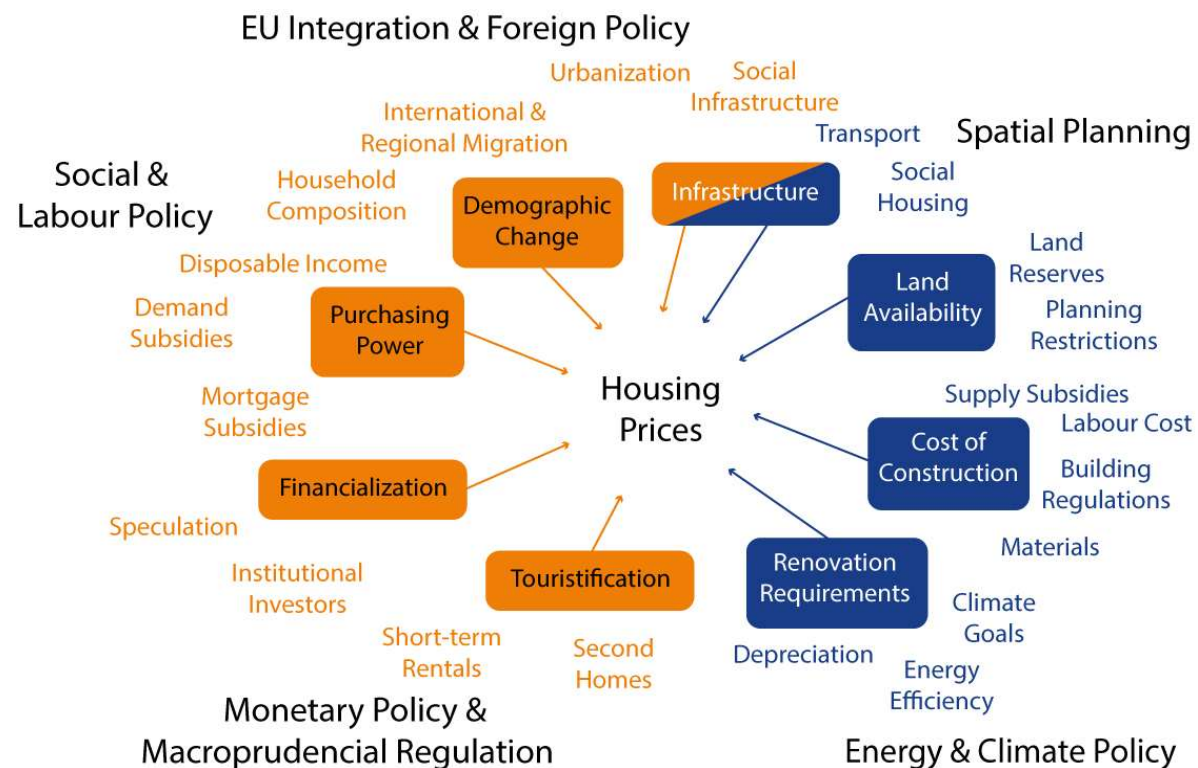 EU Integration & Foreign Policy
Urbanization
Social
Infrastructure
International &
Regional Migration
Transport
Spatial Planning
Social &
Labour Policy
Household
Composition
Demographic
Change
Infrastructure
Social
Housing
Disposable Income
Land
Reserves
Land
Availability
Demand
Subsidies
Purchasing
Power
Planning
Restrictions
Housing
Prices
Mortgage
Subsidies
Supply Subsidies
Labour Cost
Cost of
Construction
Building
Regulations
Financialization
Speculation
Materials
Institutional
Investors
Touristification
Renovation
Requirements
Climate
Goals
Short-term
Rentals
Second
Homes
Depreciation
Energy
Efficiency
Monetary Policy &
Macroprudencial Regulation
Energy & Climate Policy